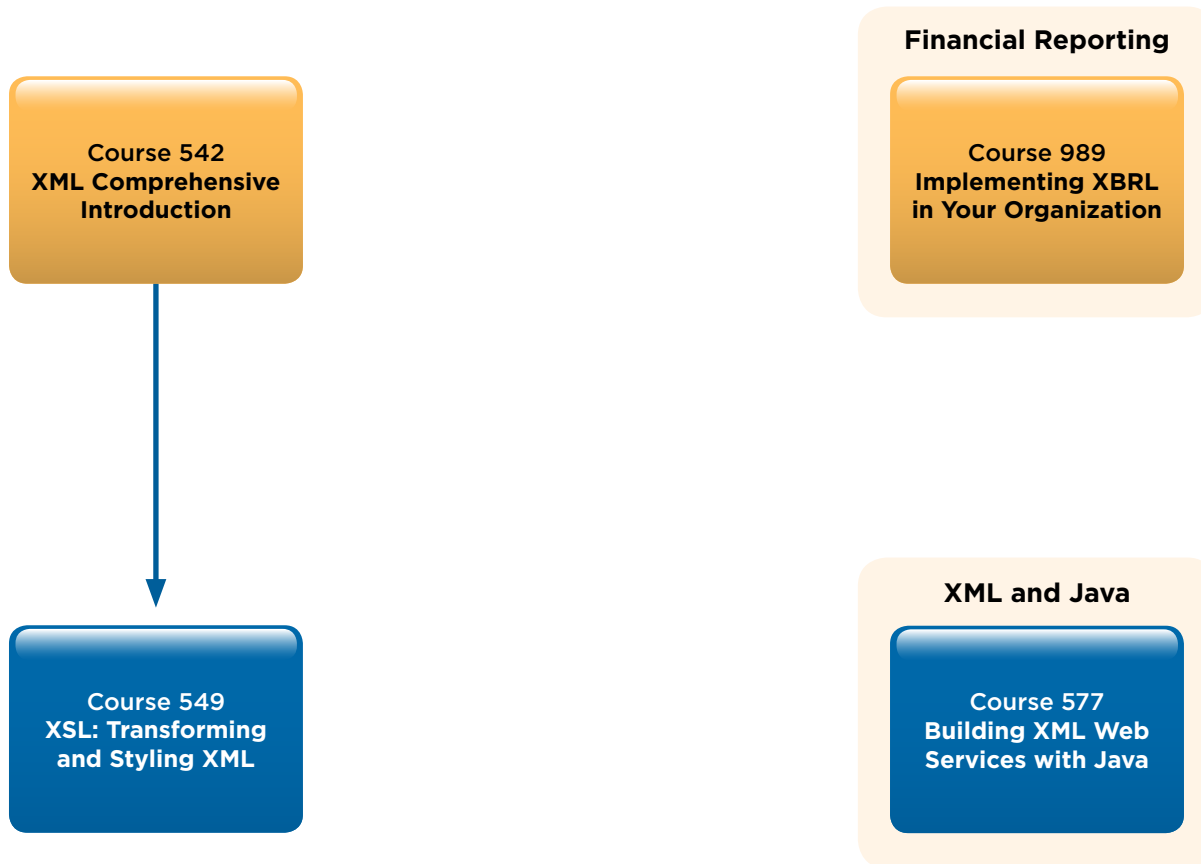 Financial Reporting
Course 542
XML Comprehensive
Introduction
Course 989
Implementing XBRL
in Your Organization
XML and Java
Course 549
XSL: Transforming
and Styling XML
Course 577
Building XML Web
Services with Java